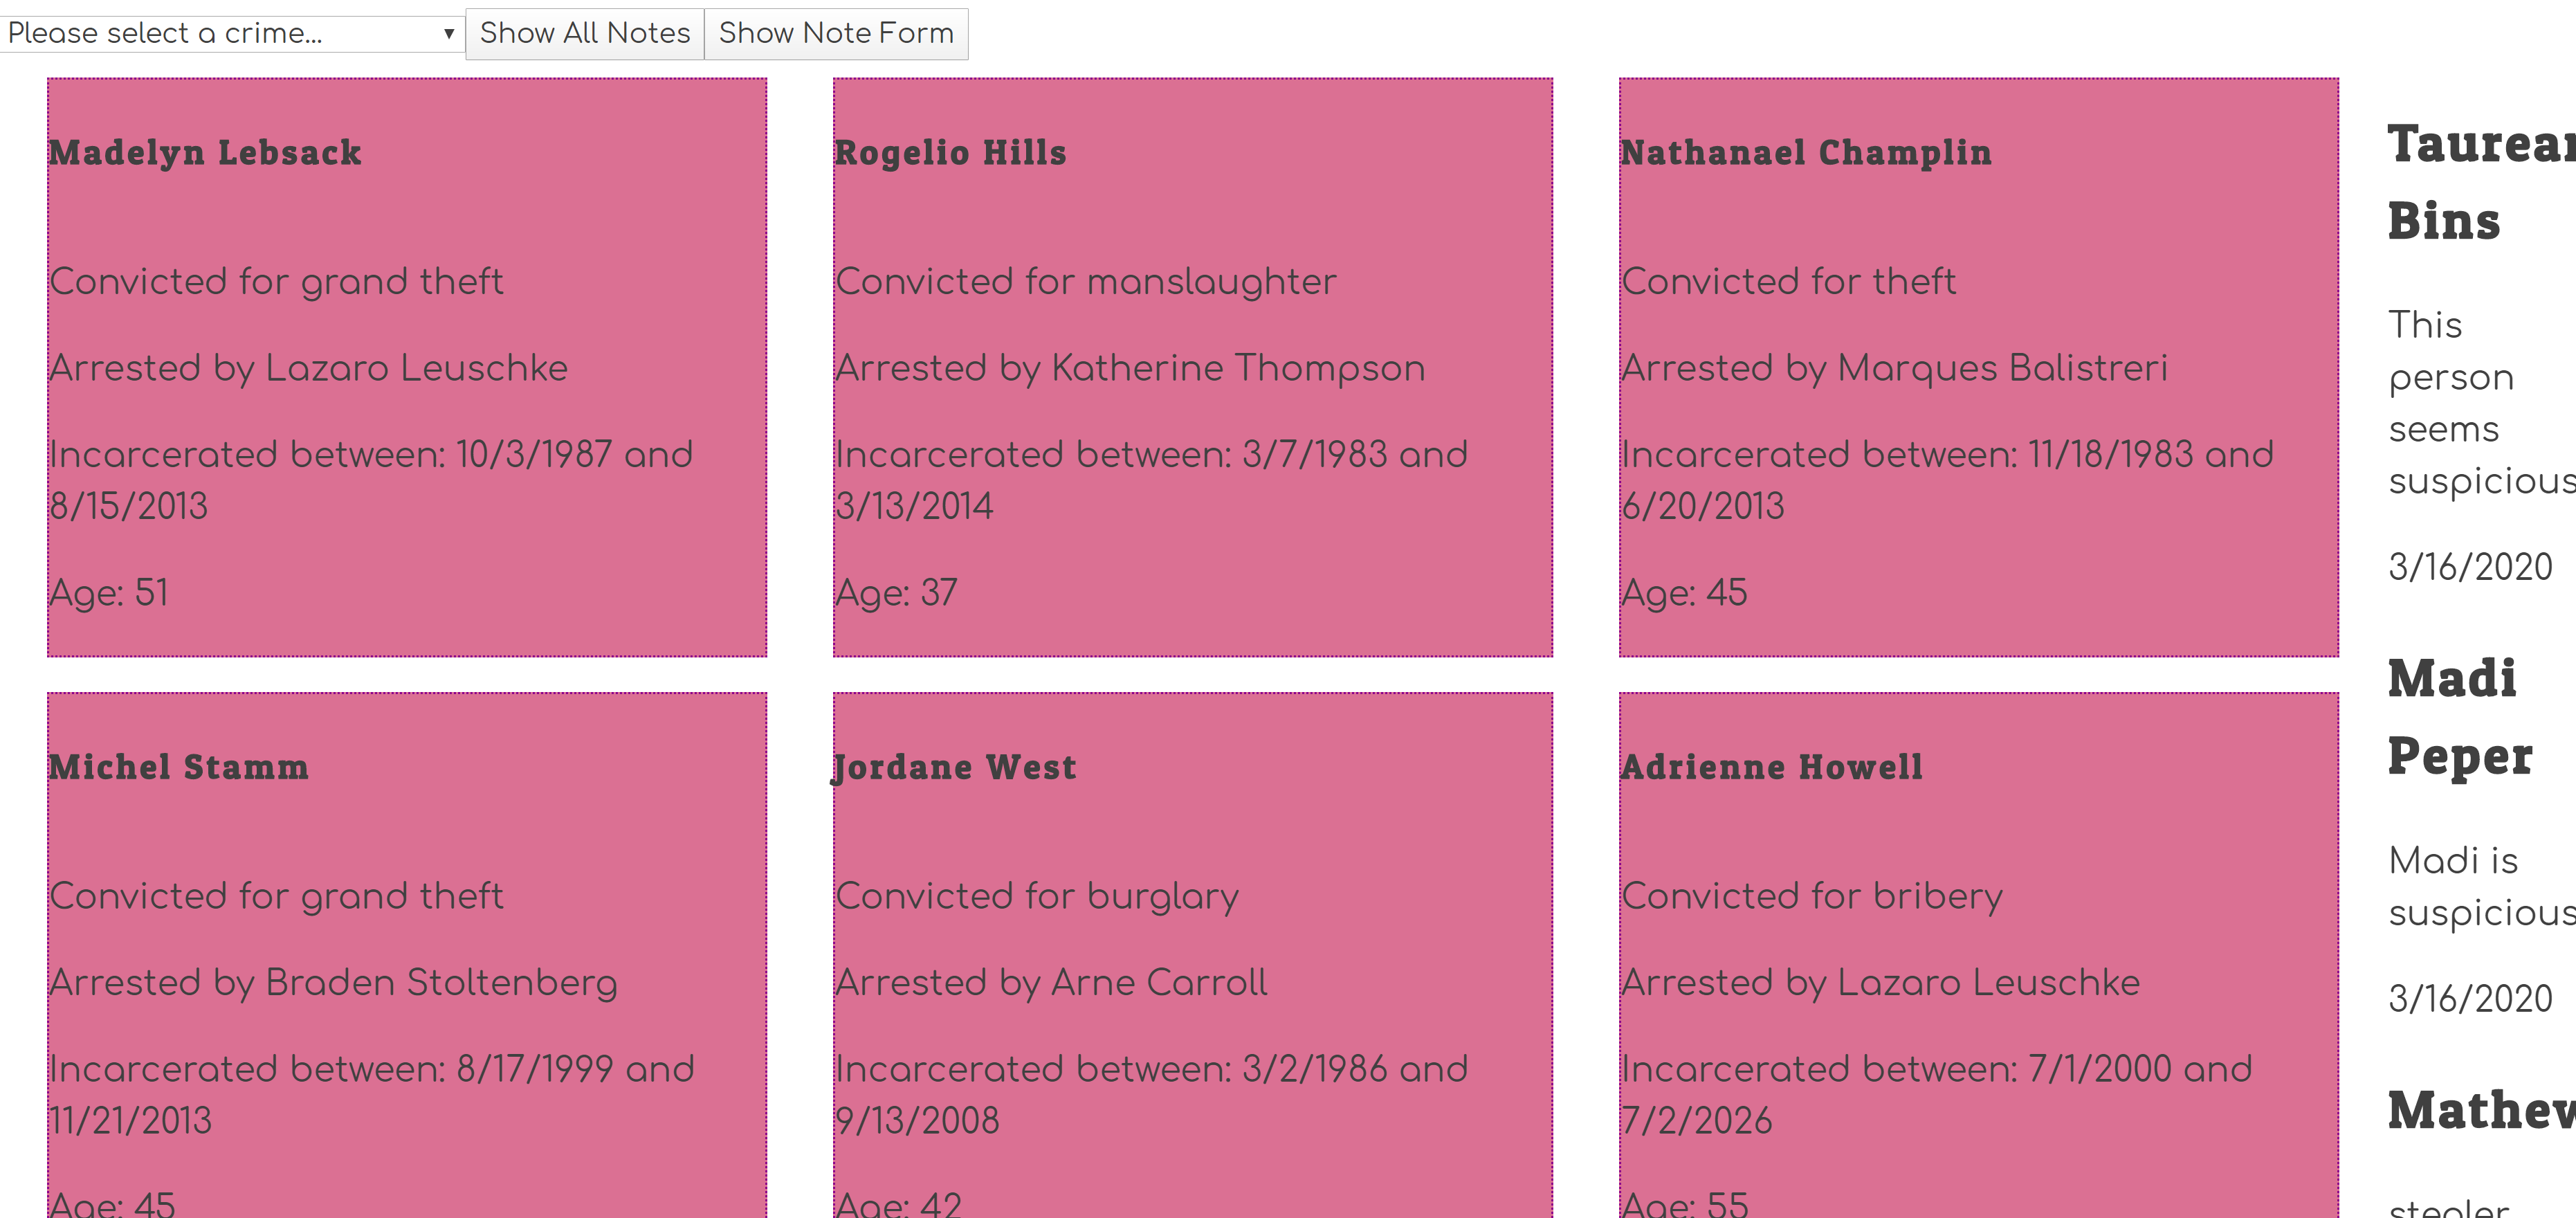 Please select a crime...
Show All Notes
Show Note Form
Madelyn Lebsack
Convicted for grand theft
Arrested by Lazaro Leuschke
Incarcerated between: 10/3/1987 and
8/15/2013
Age: 51
Rogelio Hills
Convicted for manslaughter
Arrested by Katherine Thompson
Incarcerated between: 3/7/1983 and
3/13/2014
Age: 37
Nathanael Champlin
Convicted for theft
Arrested by Marques Balistreri
Incarcerated between: 11/18/1983 and
6/20/2013
Age: 45
Michel Stamm
Convicted for grand theft
Arrested by Braden Stoltenberg
Incarcerated between: 8/17/1999 and
11/21/2013
Age: 45
Jordane West
Convicted for burglary
Arrested by Arne Carroll
Incarcerated between: 3/2/1986 and
9/13/2008
Age: 42
Adrienne Howell
Convicted for bribery
Arrested by Lazaro Leuschke
Incarcerated between: 7/1/2000 and
7/2/2026
Age: 55
Bins
This
person
seems
suspicious
3/16/2020
Madi
Peper
Madi is
suspicious
3/16/2020
Mathew